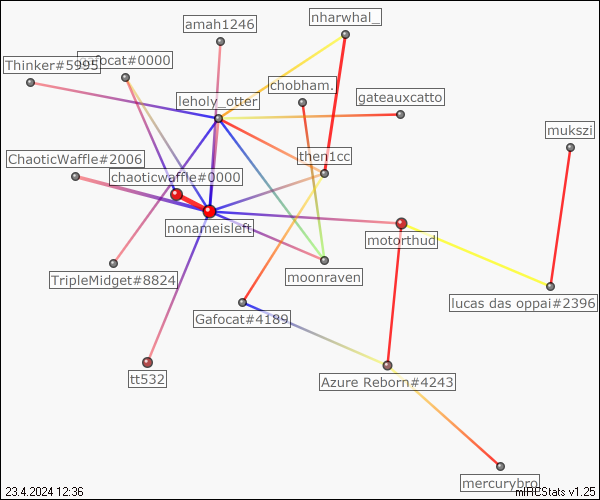 amah1246
nharwhal_
Gafocat#0000
Thinker#5995
chobham.
leholy_otter
gateauxcatto
mukszi
ChaoticWaffle#2006
then1cc
chaoticwaffle#0000
nonameisleft
motorthud
TripleMidget#8824
moonraven
lucas das oppai#2396
Gafocat#4189
tt532
Azure Reborn#4243
mercurybro
23.4.2024 12:36
mIRCStats v1.25